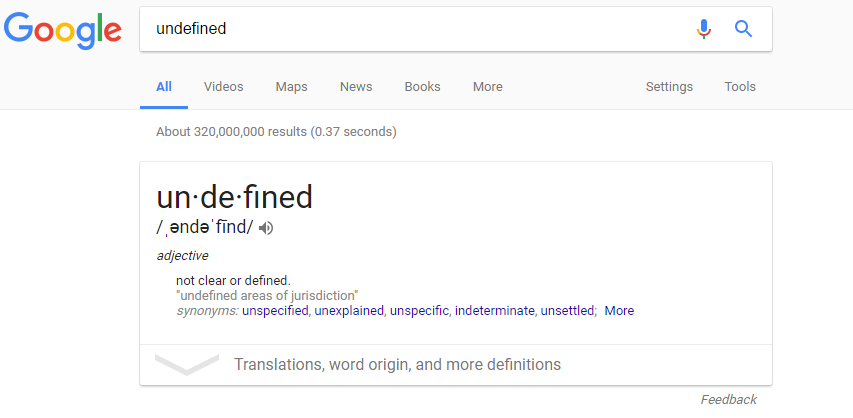 Google
undefined
All Videos Maps News Books More Settings Tools
About 320,000,000 results (0.37 seconds)
un·de·fined
/ˌəndəˈfīnd/
adjective
not clear or defined.
"undefined areas of jurisdiction"
synonyms: unspecified, unexplained, unspecific, indeterminate, unsettled; More
Translations, word origin, and more definitions
Feedback